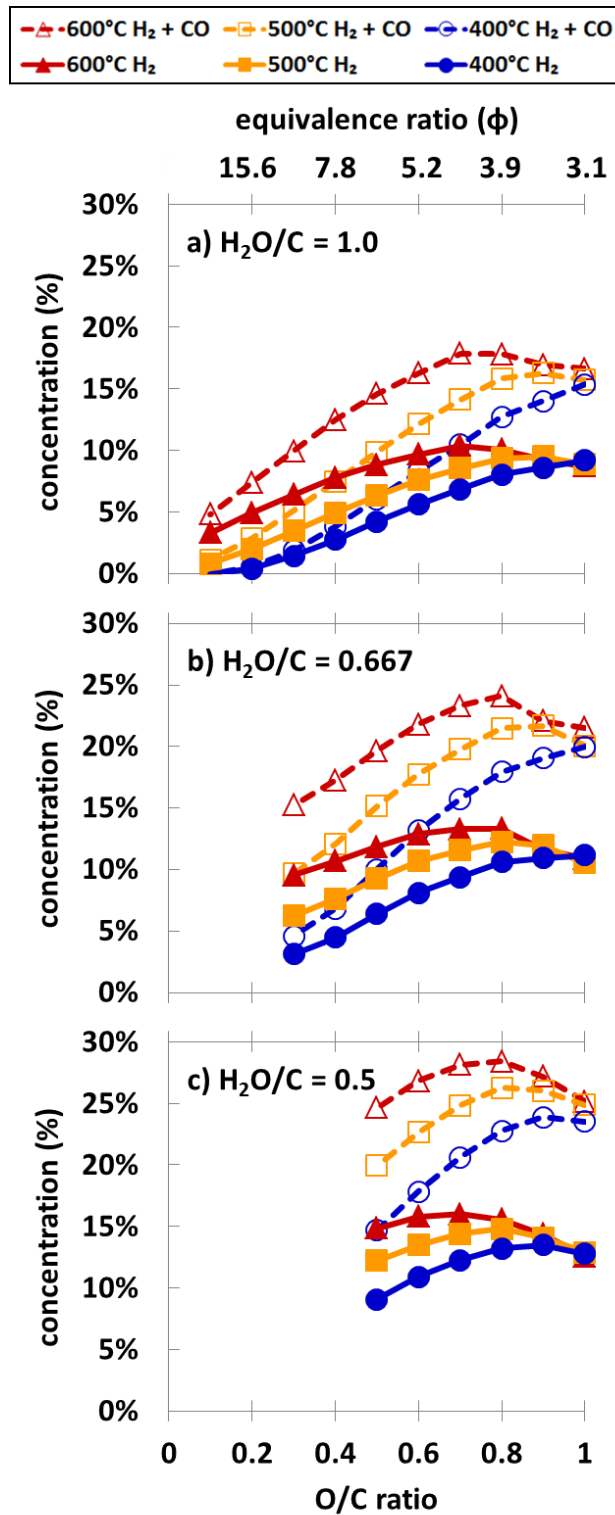 600°C H₂ + CO 500°C H₂ + CO 400°C H₂ + CO
600°C H₂ 500°C H₂ 400°C H₂
equivalence ratio (ϕ)
15.6 7.8 5.2 3.9 3.1
a) H₂O/C = 1.0
concentration (%)
30%
25%
20%
15%
10%
5%
0%
b) H₂O/C = 0.667
concentration (%)
30%
25%
20%
15%
10%
5%
0%
c) H₂O/C = 0.5
concentration (%)
30%
25%
20%
15%
10%
5%
0%
0 0.2 0.4 0.6 0.8 1
O/C ratio